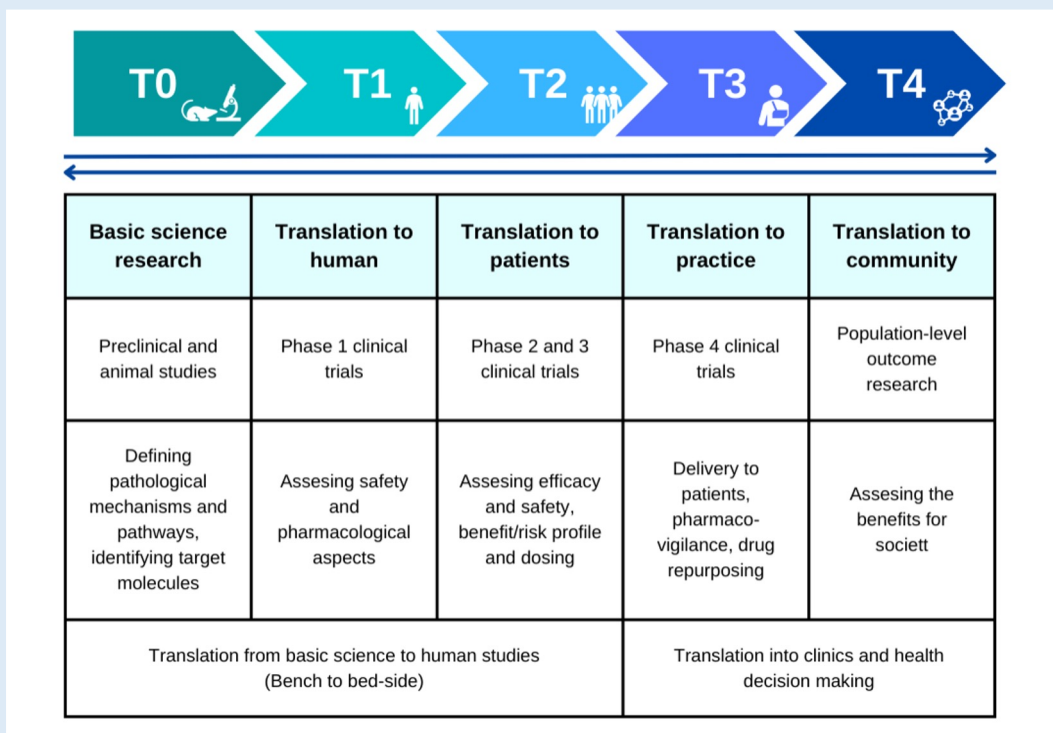 T0
T1
T2
T3
T4
Basic science
research
Translation to
human
Translation to
patients
Translation to
practice
Translation to
community
Preclinical and
animal studies
Phase 1 clinical
trials
Phase 2 and 3
clinical trials
Phase 4 clinical
trials
Population-level
outcome
research
Defining
pathological
mechanisms and
pathways,
identifying target
molecules
Assesing safety
and
pharmacological
aspects
Assesing efficacy
and safety,
benefit/risk profile
and dosing
Delivery to
patients,
pharmaco-
vigilance, drug
repurposing
Assesing the
benefits for
societt
Translation from basic science to human studies
(Bench to bed-side)
Translation into clinics and health
decision making